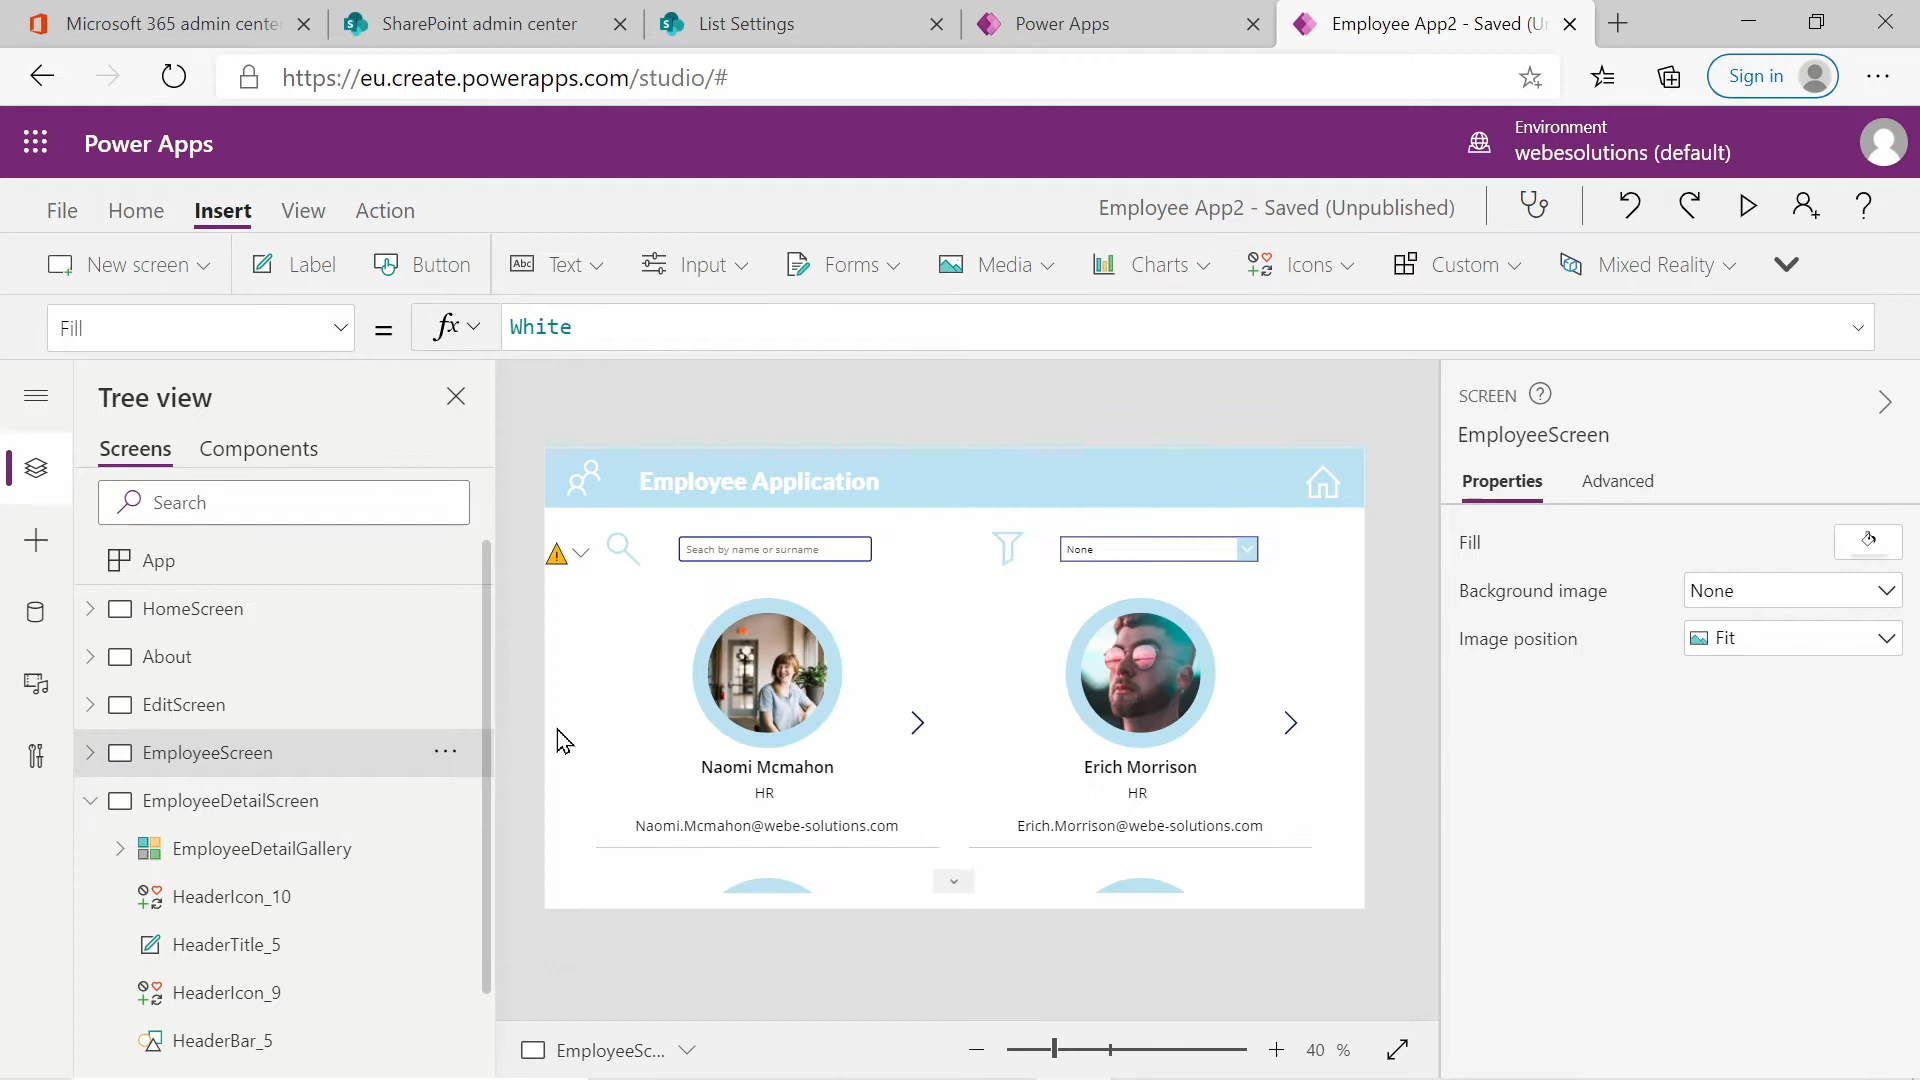 Microsoft 365 admin center
SharePoint admin center
List Settings
Power Apps
Employee App2 - Saved (Un
https://eu.create.powerapps.com/studio/#
Sign in
Power Apps
Environment
webesolutions (default)
File
Home
Insert
View
Action
Employee App2 - Saved (Unpublished)
New screen
Label
Button
Abc
Text
Input
Forms
Media
Charts
Icons
Custom
Mixed Reality
Fill
=
fx
White
Tree view
Screens
Components
Search
App
HomeScreen
About
EditScreen
EmployeeScreen
EmployeeDetailScreen
EmployeeDetailGallery
HeaderIcon_10
HeaderTitle_5
HeaderIcon_9
HeaderBar_5
Employee Application
Seach by name or surname
None
Naomi Mcmahon
HR
Naomi.Mcmahon@webe-solutions.com
Erich Morrison
HR
Erich.Morrison@webe-solutions.com
EmployeeSc...
40 %
SCREEN
EmployeeScreen
Properties
Advanced
Fill
Background image
None
Image position
Fit